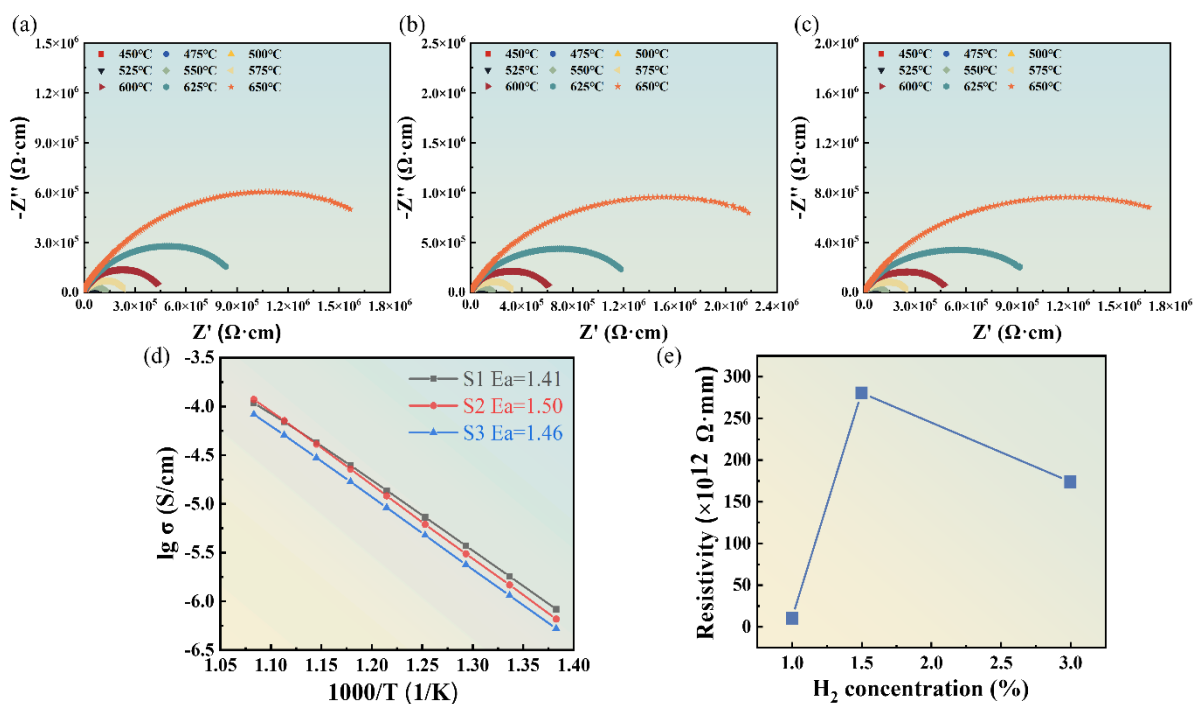 (a)
1.5×10⁶
1.2×10⁶
9.0×10⁵
6.0×10⁵
3.0×10⁵
0.0
-Z'' (Ω·cm)
450℃ 475℃ 500℃
525℃ 550℃ 575℃
600℃ 625℃ 650℃
0.0 3.0×10⁵ 6.0×10⁵ 9.0×10⁵ 1.2×10⁶ 1.5×10⁶ 1.8×10⁶
Z' (Ω·cm)
(b)
2.5×10⁶
2.0×10⁶
1.5×10⁶
1.0×10⁶
5.0×10⁵
0.0
-Z'' (Ω·cm)
450℃ 475℃ 500℃
525℃ 550℃ 575℃
600℃ 625℃ 650℃
0.0 4.0×10⁵ 8.0×10⁵ 1.2×10⁶ 1.6×10⁶ 2.0×10⁶ 2.4×10⁶
Z' (Ω·cm)
(c)
2.0×10⁶
1.6×10⁶
1.2×10⁶
8.0×10⁵
4.0×10⁵
0.0
-Z'' (Ω·cm)
450℃ 475℃ 500℃
525℃ 550℃ 575℃
600℃ 625℃ 650℃
0.0 3.0×10⁵ 6.0×10⁵ 9.0×10⁵ 1.2×10⁶ 1.5×10⁶ 1.8×10⁶
Z' (Ω·cm)
(d)
-3.5
-4.0
-4.5
-5.0
-5.5
-6.0
-6.5
lg σ (S/cm)
S1 Ea=1.41
S2 Ea=1.50
S3 Ea=1.46
1.05 1.10 1.15 1.20 1.25 1.30 1.35 1.40
1000/T (1/K)
(e)
300
250
200
150
100
50
0
Resistivity (×10¹² Ω·mm)
1.0 1.5 2.0 2.5 3.0
H₂ concentration (%)